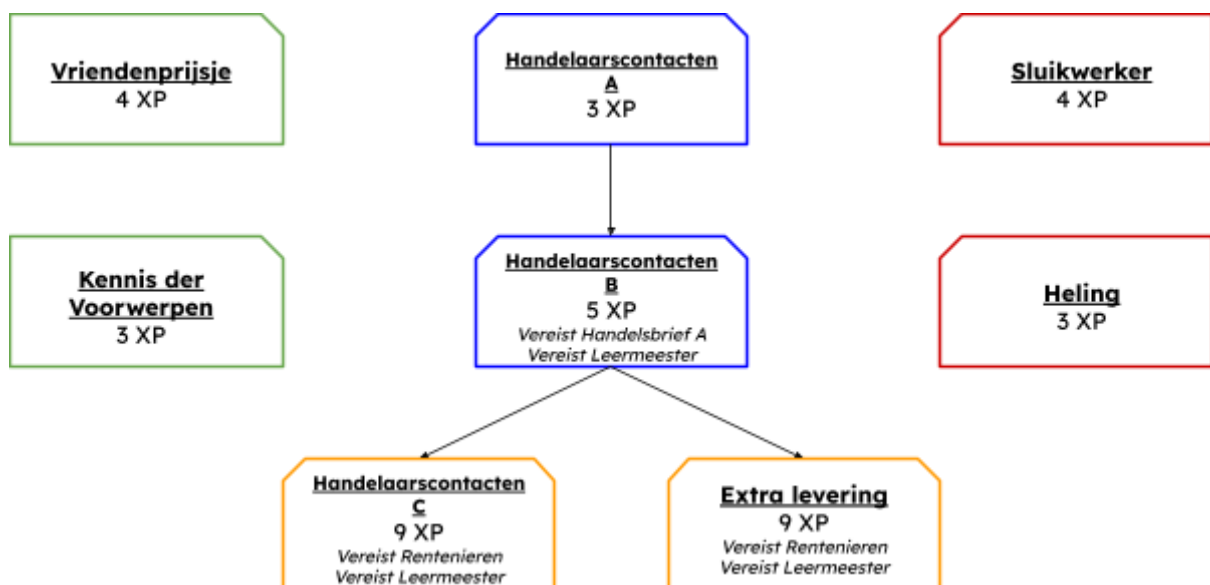 Vriendenprijsje
4 XP
Handelaarscontacten
A
3 XP
Sluikwerker
4 XP
Kennis der
Voorwerpen
3 XP
Handelaarscontacten
B
5 XP
Vereist Handelsbrief A
Vereist Leermeester
Heling
3 XP
Handelaarscontacten
C
9 XP
Vereist Rentenieren
Vereist Leermeester
Extra levering
9 XP
Vereist Rentenieren
Vereist Leermeester